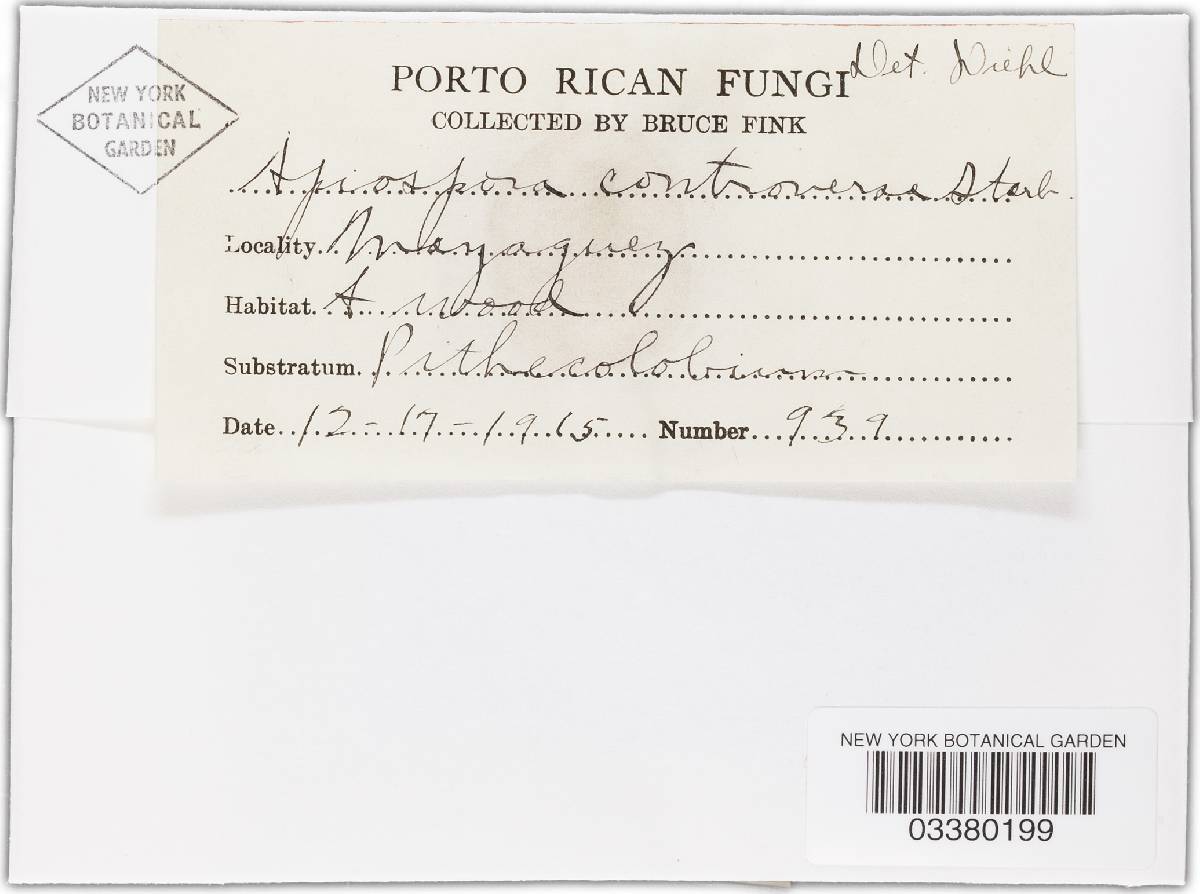 NEW YORK
BOTANICAL
GARDEN
PORTO RICAN FUNGI
Det. Diehl
COLLECTED BY BRUCE FINK
Apiospora controversa Starb.
Locality. Mayaguez
Habitat. A. wood
Substratum. Pithecolobium
Date 12-17-1915 Number 939
NEW YORK BOTANICAL GARDEN
03380199